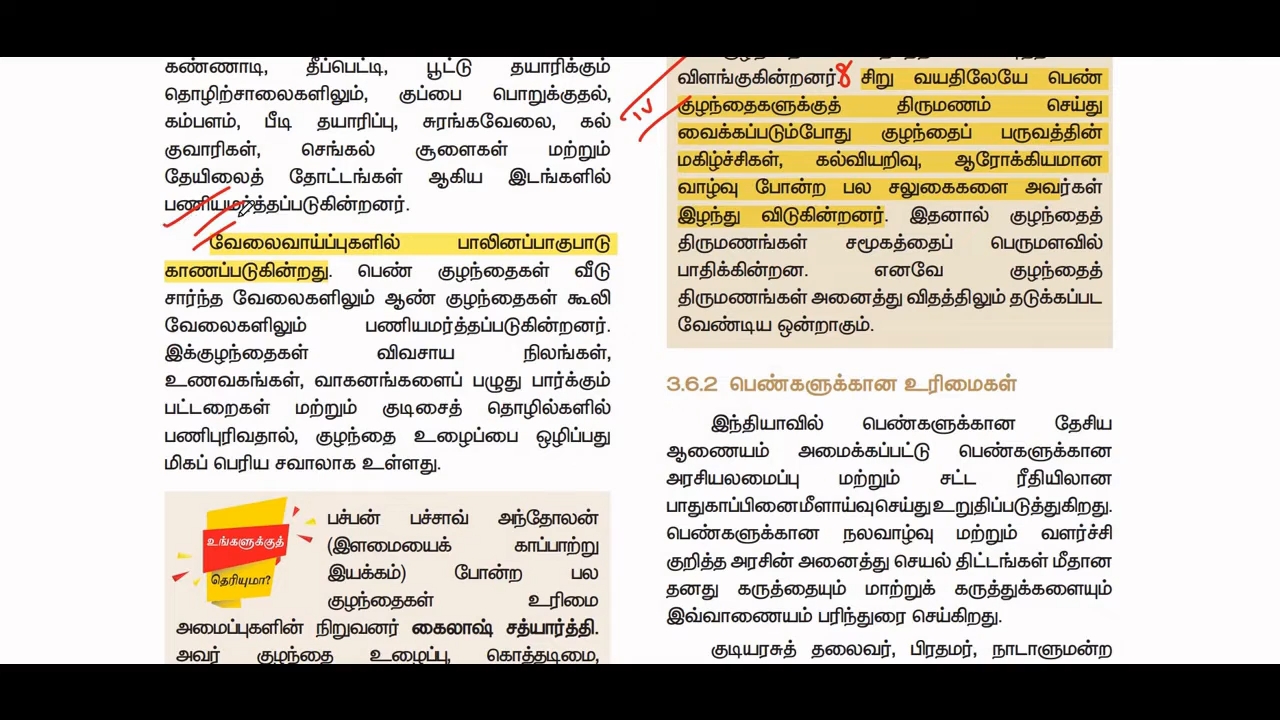 கண்ணாடி, தீப்பெட்டி, பூட்டு தயாரிக்கும்
தொழிற்சாலைகளிலும், குப்பை பொறுக்குதல்,
கம்பளம், பீடி தயாரிப்பு, சுரங்கவேலை, கல்
குவாரிகள், செங்கல் சூளைகள் மற்றும்
தேயிலைத் தோட்டங்கள் ஆகிய இடங்களில்
பணியமர்த்தப்படுகின்றனர்.
வேலைவாய்ப்புகளில் பாலினப்பாகுபாடு
காணப்படுகின்றது. பெண் குழந்தைகள் வீடு
சார்ந்த வேலைகளிலும் ஆண் குழந்தைகள் கூலி
வேலைகளிலும் பணியமர்த்தப்படுகின்றனர்.
இக்குழந்தைகள் விவசாய நிலங்கள்,
உணவகங்கள், வாகனங்களைப் பழுது பார்க்கும்
பட்டறைகள் மற்றும் குடிசைத் தொழில்களில்
பணிபுரிவதால், குழந்தை உழைப்பை ஒழிப்பது
மிகப் பெரிய சவாலாக உள்ளது.
உங்களுக்குத்
தெரியுமா?
பச்பன் பச்சாவ் அந்தோலன்
(இளமையைக் காப்பாற்று
இயக்கம்) போன்ற பல
குழந்தைகள் உரிமை
அமைப்புகளின் நிறுவனர் கைலாஷ் சத்யார்த்தி.
அவர் குழந்தை உழைப்பு, கொத்தடிமை,
விளங்குகின்றனர். 8 சிறு வயதிலேயே பெண்
iv குழந்தைகளுக்குத் திருமணம் செய்து
வைக்கப்படும்போது குழந்தைப் பருவத்தின்
மகிழ்ச்சிகள், கல்வியறிவு, ஆரோக்கியமான
வாழ்வு போன்ற பல சலுகைகளை அவர்கள்
இழந்து விடுகின்றனர். இதனால் குழந்தைத்
திருமணங்கள் சமூகத்தைப் பெருமளவில்
பாதிக்கின்றன. எனவே குழந்தைத்
திருமணங்கள் அனைத்து விதத்திலும் தடுக்கப்பட
வேண்டிய ஒன்றாகும்.
3.6.2 பெண்களுக்கான உரிமைகள்
இந்தியாவில் பெண்களுக்கான தேசிய
ஆணையம் அமைக்கப்பட்டு பெண்களுக்கான
அரசியலமைப்பு மற்றும் சட்ட ரீதியிலான
பாதுகாப்பினை மீளாய்வு செய்து உறுதிப்படுத்துகிறது.
பெண்களுக்கான நலவாழ்வு மற்றும் வளர்ச்சி
குறித்த அரசின் அனைத்து செயல் திட்டங்கள் மீதான
தனது கருத்தையும் மாற்றுக் கருத்துக்களையும்
இவ்வாணையம் பரிந்துரை செய்கிறது.
குடியரசுத் தலைவர், பிரதமர், நாடாளுமன்ற